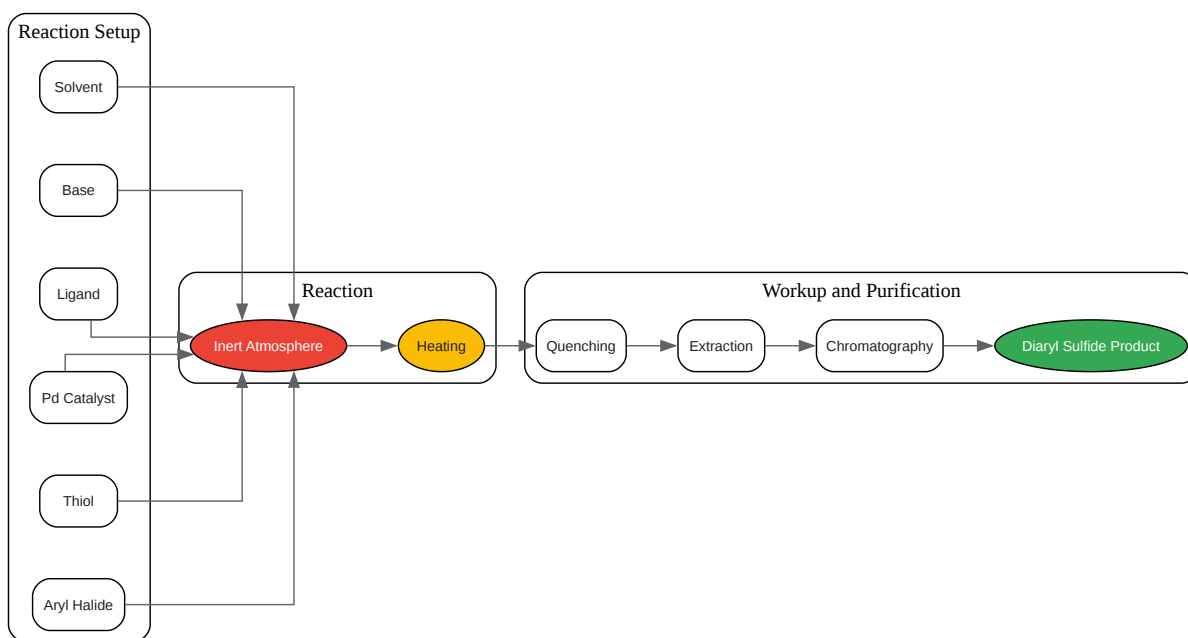 Reaction Setup
Solvent
Base
Ligand
Pd Catalyst
Thiol
Aryl Halide
Reaction
Inert Atmosphere
Heating
Workup and Purification
Quenching
Extraction
Chromatography
Diaryl Sulfide Product